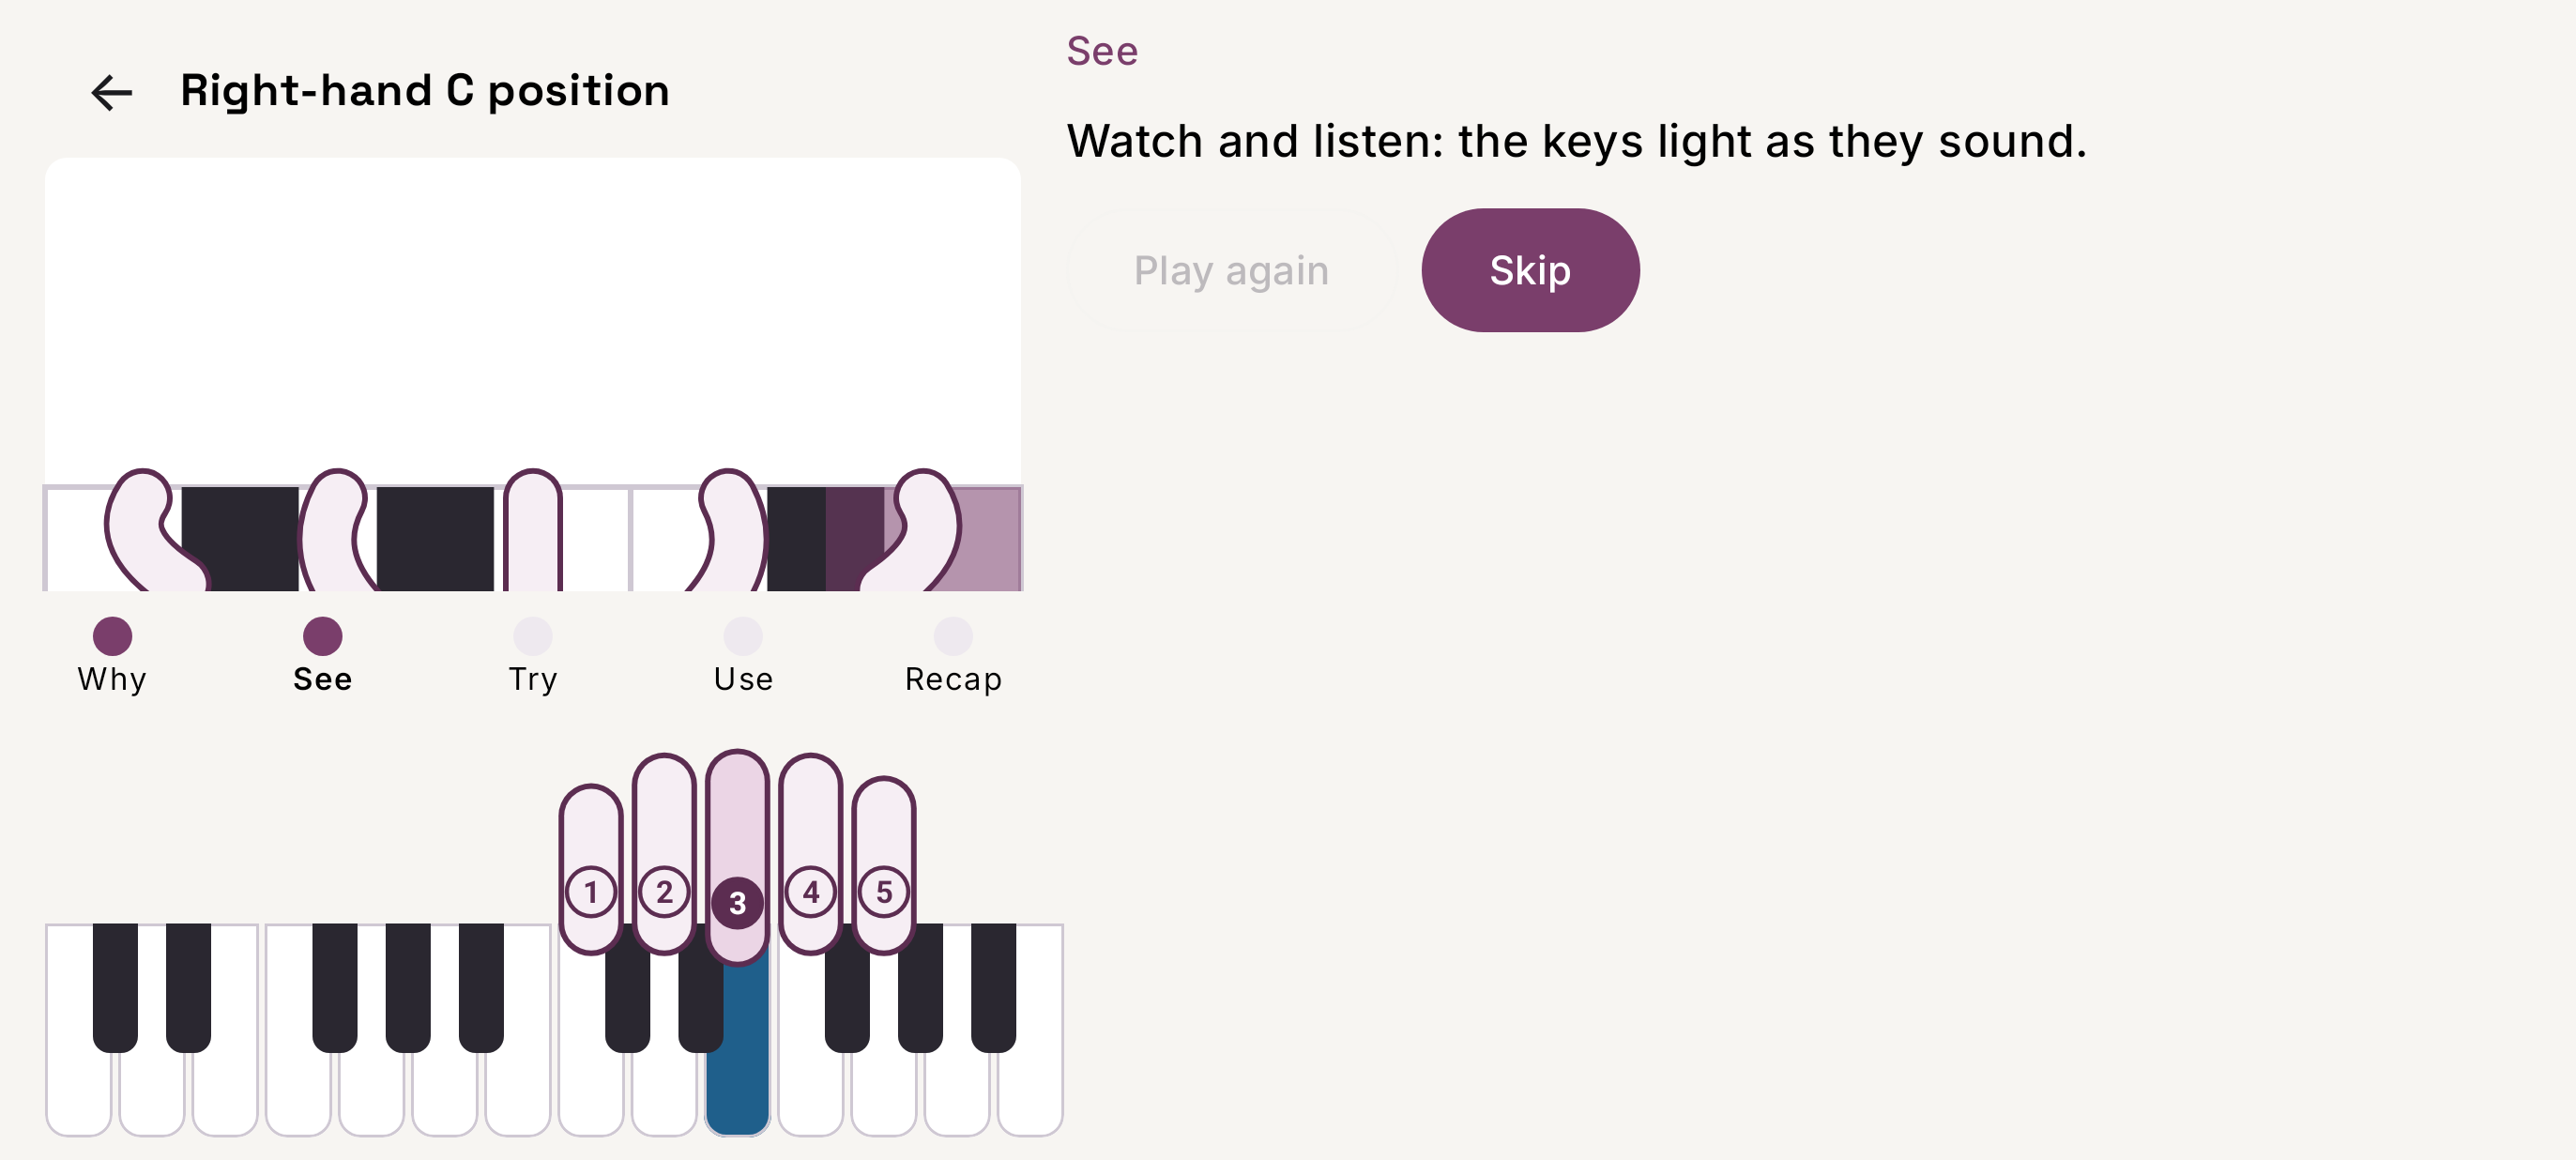 Right-hand C position
Why
See
Try
Use
Recap
1
2
3
4
5
See
Watch and listen: the keys light as they sound.
Play again
Skip